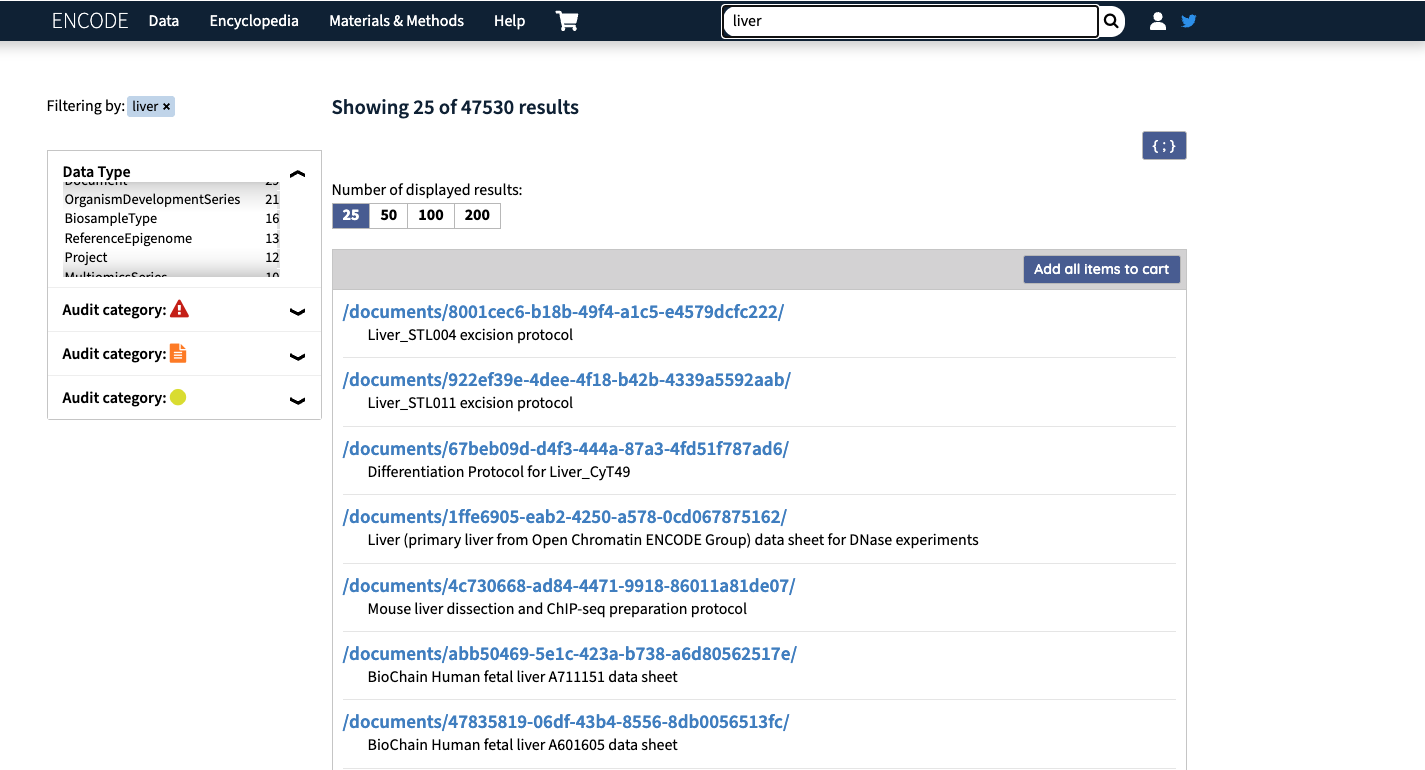 ENCODE Data Encyclopedia Materials & Methods Help liver
Filtering by: liver ×
Showing 25 of 47530 results
{ ; }
Data Type
Document 25
OrganismDevelopmentSeries 21
BiosampleType 16
ReferenceEpigenome 13
Project 12
MultiomicsSeries 10
Audit category:
Audit category:
Audit category:
Number of displayed results:
25 50 100 200
Add all items to cart
/documents/8001cec6-b18b-49f4-a1c5-e4579dcfc222/
Liver_STL004 excision protocol
/documents/922ef39e-4dee-4f18-b42b-4339a5592aab/
Liver_STL011 excision protocol
/documents/67beb09d-d4f3-444a-87a3-4fd51f787ad6/
Differentiation Protocol for Liver_CyT49
/documents/1ffe6905-eab2-4250-a578-0cd067875162/
Liver (primary liver from Open Chromatin ENCODE Group) data sheet for DNase experiments
/documents/4c730668-ad84-4471-9918-86011a81de07/
Mouse liver dissection and ChIP-seq preparation protocol
/documents/abb50469-5e1c-423a-b738-a6d80562517e/
BioChain Human fetal liver A711151 data sheet
/documents/47835819-06df-43b4-8556-8db0056513fc/
BioChain Human fetal liver A601605 data sheet